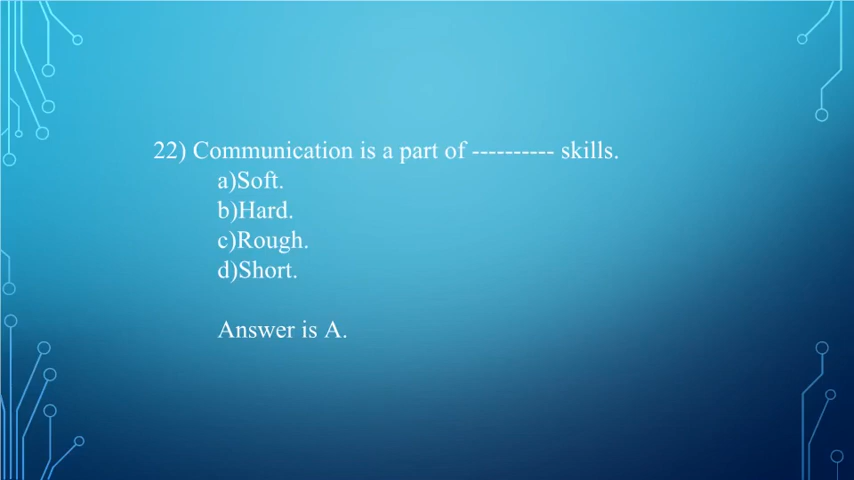 22) Communication is a part of ---------- skills.
a)Soft.
b)Hard.
c)Rough.
d)Short.
Answer is A.